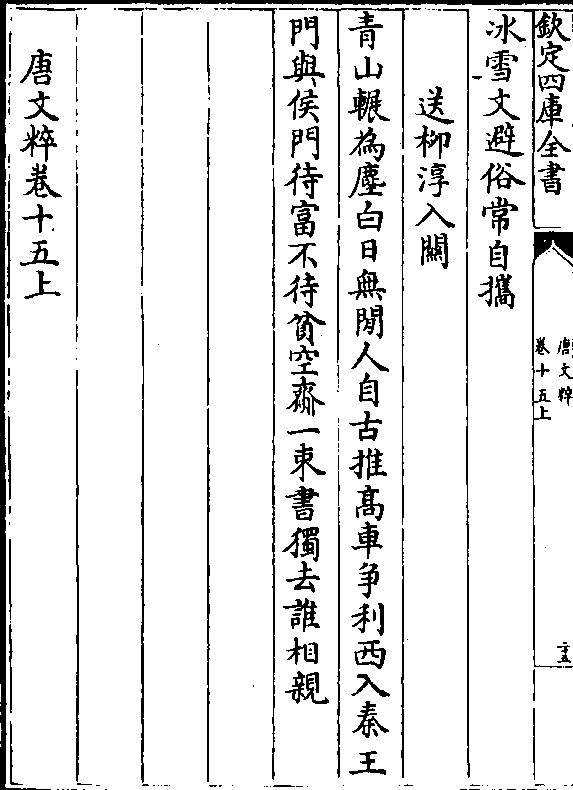 欽定四庫全書
唐文粹
卷十五上
二十五
冰雪文避俗常自攜
送柳淳入關
青山輾為塵白日無閒人自古推髙車争利西入秦王
門與侯門待富不待貧空齋一束書獨去誰相親
唐文粹卷十五上